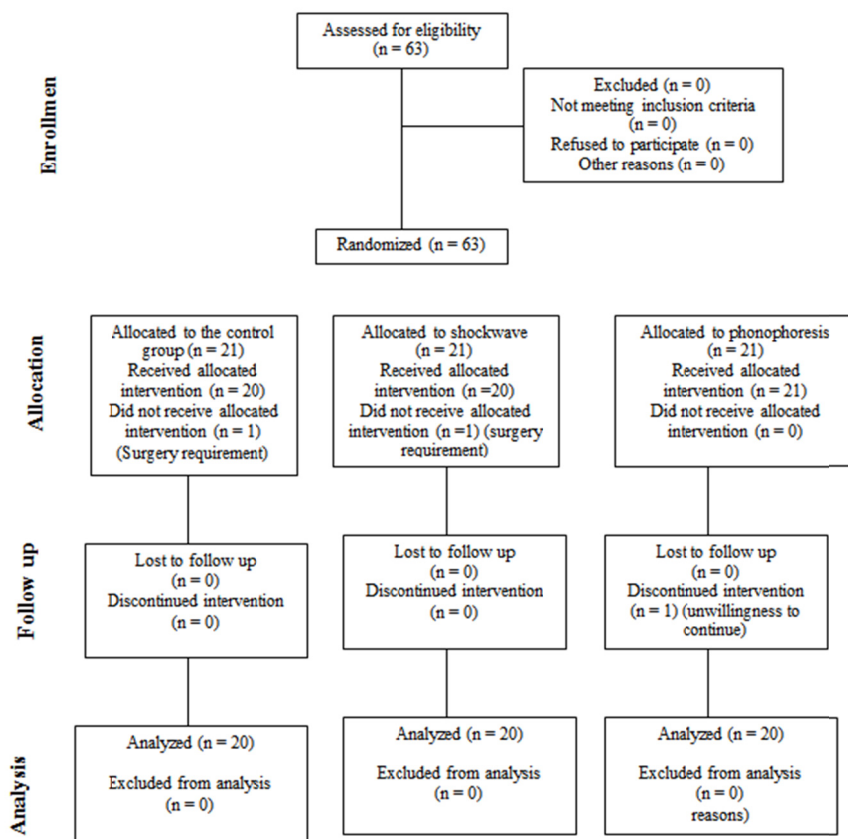 Enrollmen
Assessed for eligibility
(n = 63)
Excluded (n = 0)
Not meeting inclusion criteria
(n = 0)
Refused to participate (n = 0)
Other reasons (n = 0)
Randomized (n = 63)
Allocation
Allocated to the control
group (n = 21)
Received allocated
intervention (n = 20)
Did not receive allocated
intervention (n = 1)
(Surgery requirement)
Allocated to shockwave
(n = 21)
Received allocated
intervention (n =20)
Did not receive allocated
intervention (n =1) (surgery
requirement)
Allocated to phonophoresis
(n = 21)
Received allocated
intervention (n = 21)
Did not receive allocated
intervention (n = 0)
Follow up
Lost to follow up
(n = 0)
Discontinued intervention
(n = 0)
Lost to follow up
(n = 0)
Discontinued intervention
(n = 0)
Lost to follow up
(n = 0)
Discontinued intervention
(n = 1) (unwillingness to
continue)
Analysis
Analyzed (n = 20)
Excluded from analysis
(n = 0)
Analyzed (n = 20)
Excluded from analysis
(n = 0)
Analyzed (n = 20)
Excluded from analysis
(n = 0)
reasons)